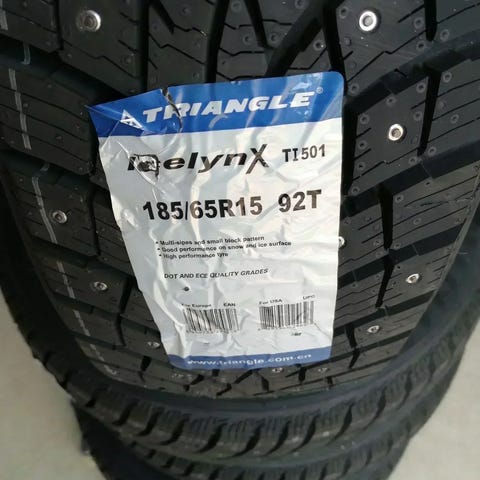 TRIANGLE®
IcelynX TI501
185/65R15 92T
• Multi-sipes and small block pattern
• Good performance on snow and ice surface
• High performance tyre
DOT AND ECE QUALITY GRADES
For Europe EAN For USA
www.triangle.com.cn